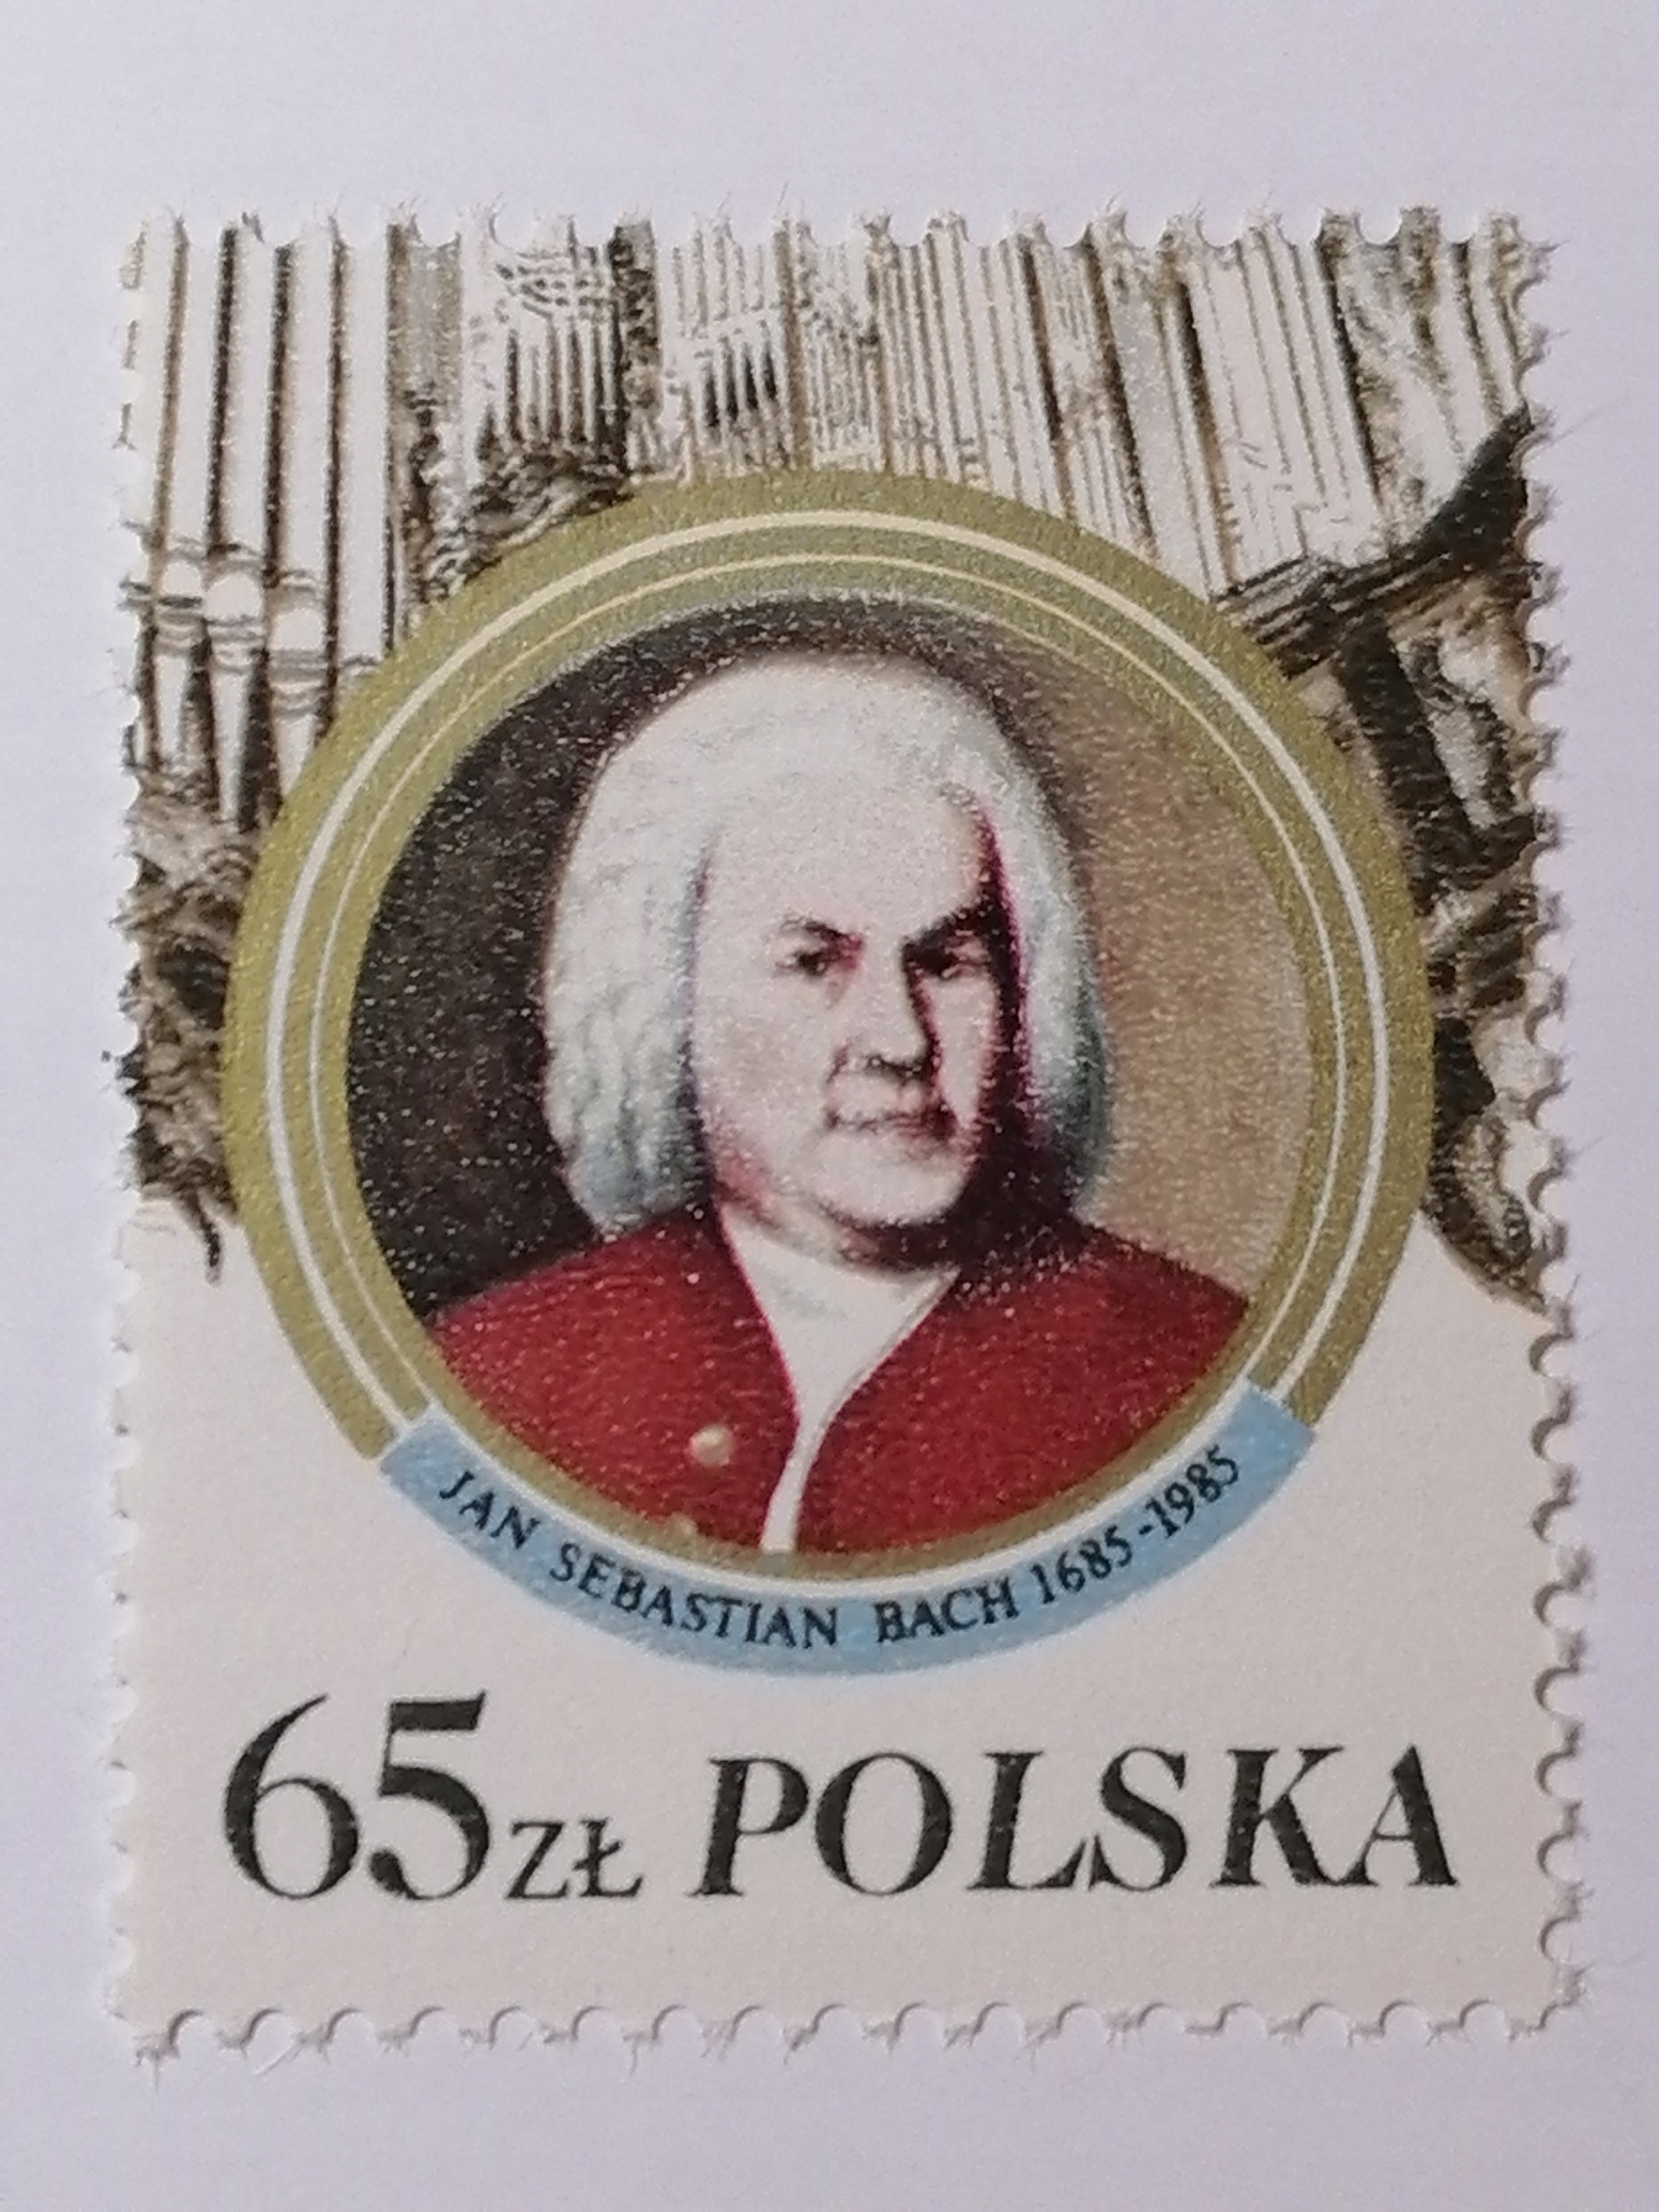 JAN SEBASTIAN BACH 1685-1985
65 ZŁ POLSKA